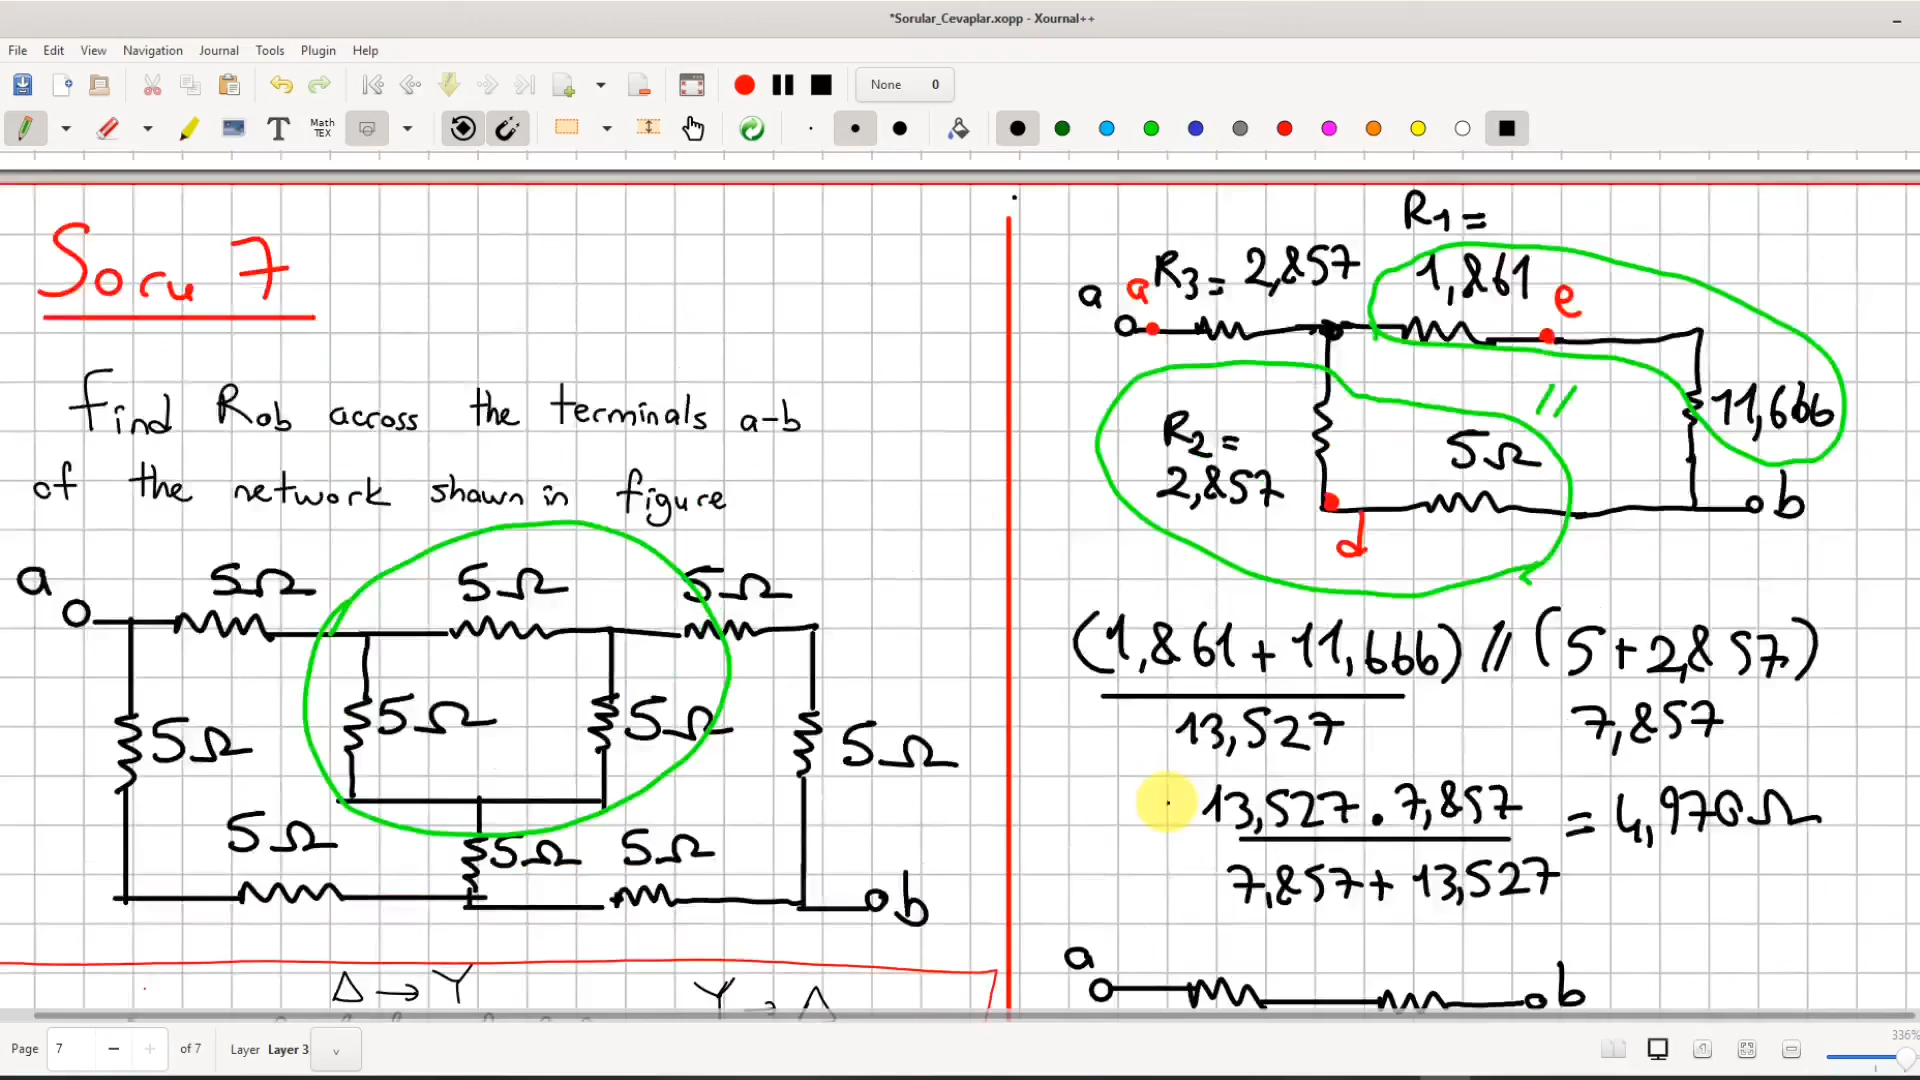 *Sorular_Cevaplar.xopp - Xournal++
File Edit View Navigation Journal Tools Plugin Help
None 0
T Math TEX
Soru 7
Find Rab across the terminals a-b
of the network shown in figure
a 5Ω 5Ω 5Ω
5Ω 5Ω 5Ω 5Ω
5Ω 5Ω 5Ω
b
Δ → Y Y → Δ
R1 =
R3 = 2,857 1,861
a a e
11,666
R2 = 2,857
//
5Ω
b
d
(1,861 + 11,666) // (5 + 2,857)
13,527 7,857
13,527 . 7,857 = 4,970Ω
7,857 + 13,527
a b
Page 7 of 7 Layer Layer 3
336%